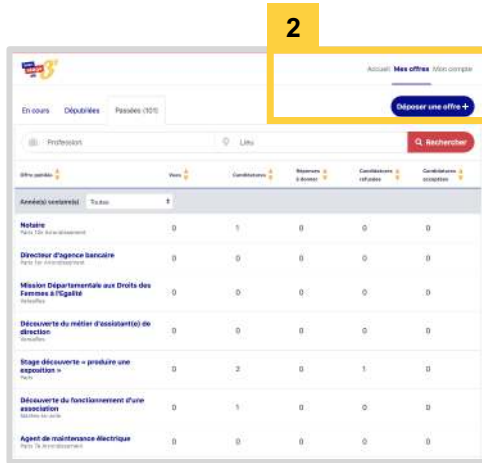 2
Accueil Mes offres Mon compte
En cours Dépubliées Passées (101)
Déposer une offre +
Profession
Lieu
Rechercher
Offre publiée
Vues
Candidatures
Réponses à donner
Candidatures refusées
Candidatures acceptées
Année(s) scolaire(s) Toutes
Notaire 0 1 0 0 0
Directeur d'agence bancaire 0 0 0 0 0
Mission Départementale aux Droits des
Femmes à l'Egalité 0 0 0 0 0
Versailles
Découverte du métier d'assistant(e) de
direction 0 0 0 0 0
Versailles
Stage découverte « produire une
exposition » 0 2 0 1 0
Paris
Découverte du fonctionnement d'une
association 0 1 0 0 0
Agent de maintenance électrique 0 0 0 0 0